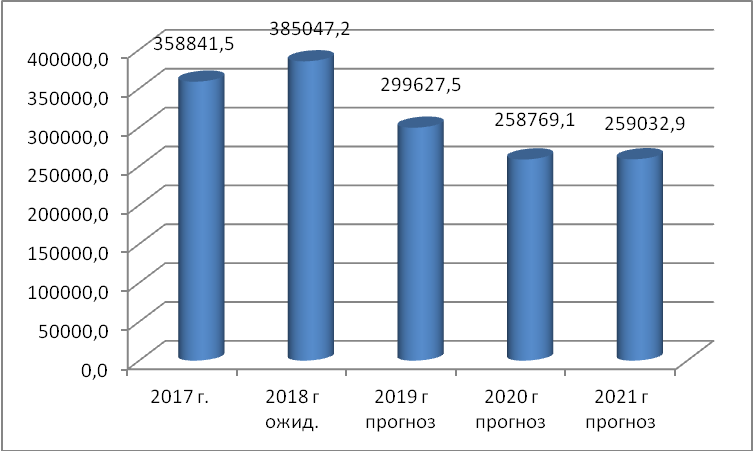 385047,2
358841,5
299627,5
258769,1
259032,9
400000,0
350000,0
300000,0
250000,0
200000,0
150000,0
100000,0
50000,0
0,0
2017 г.
2018 г
ожид.
2019 г
прогноз
2020 г
прогноз
2021 г
прогноз